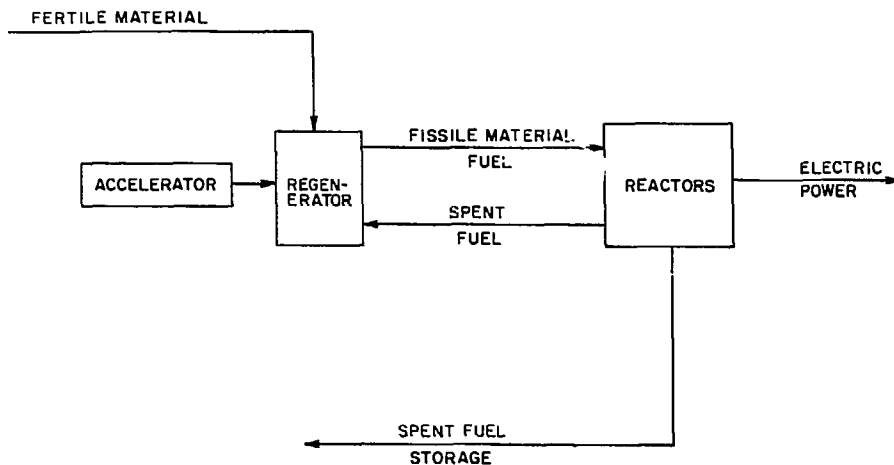 FERTILE MATERIAL
FISSILE MATERIAL
FUEL
ACCELERATOR
REGEN-
ERATOR
REACTORS
ELECTRIC
POWER
SPENT
FUEL
SPENT FUEL
STORAGE